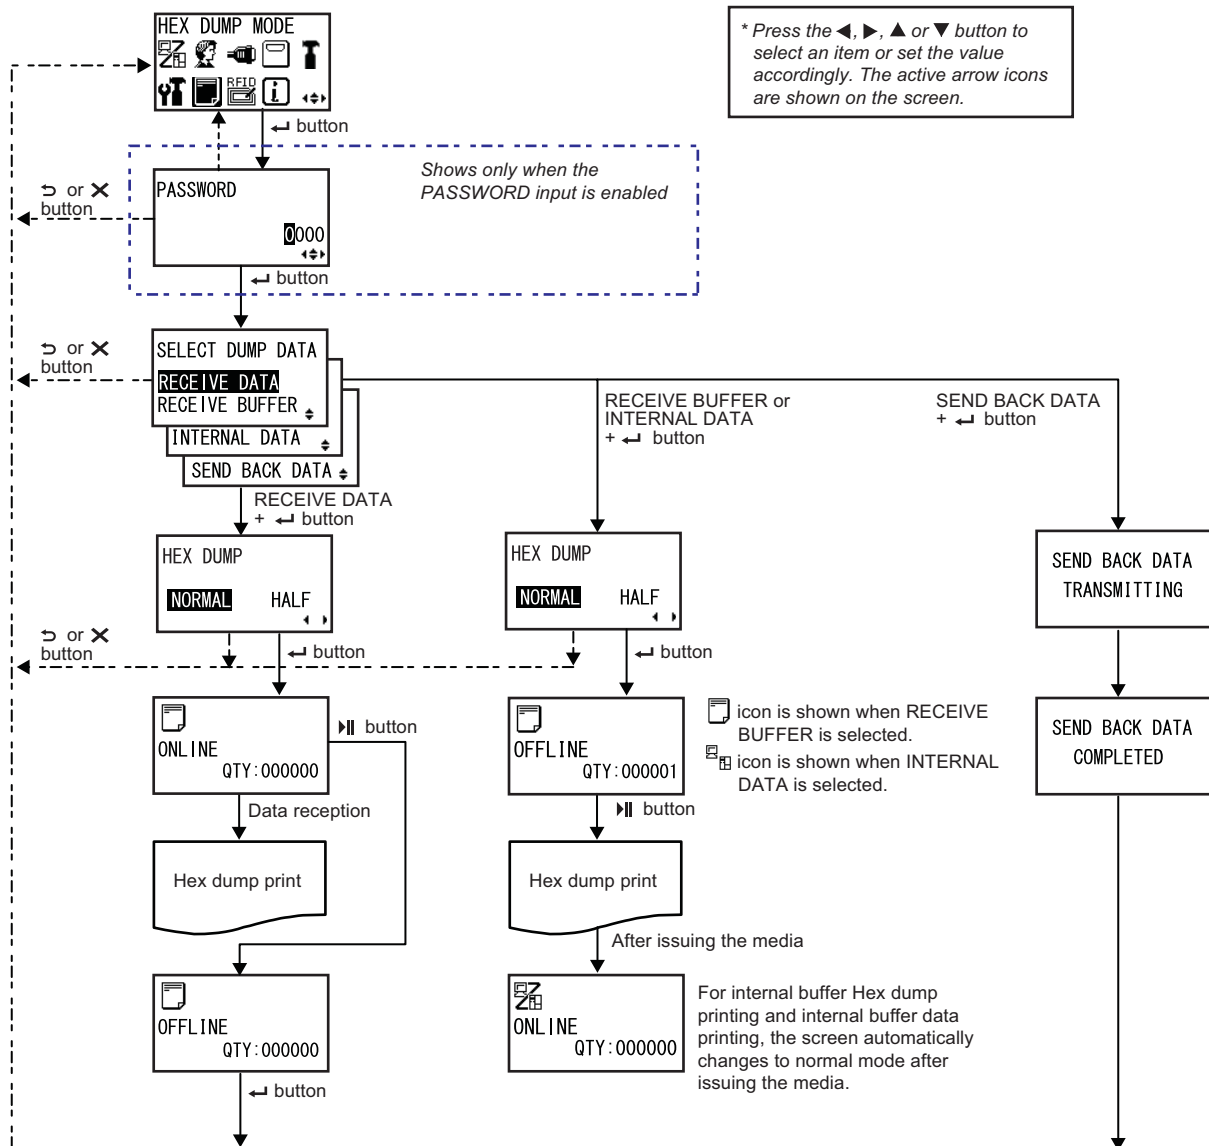 HEX DUMP MODE
RFID
* Press the ◀, ▶, ▲ or ▼ button to
select an item or set the value
accordingly. The active arrow icons
are shown on the screen.
↵ button
Shows only when the
PASSWORD input is enabled
PASSWORD
0000
⮌ or ✕
button
↵ button
SELECT DUMP DATA
RECEIVE DATA
RECEIVE BUFFER
INTERNAL DATA
SEND BACK DATA
⮌ or ✕
button
RECEIVE BUFFER or
INTERNAL DATA
+ ↵ button
SEND BACK DATA
+ ↵ button
RECEIVE DATA
+ ↵ button
HEX DUMP
NORMAL HALF
HEX DUMP
NORMAL HALF
SEND BACK DATA
TRANSMITTING
⮌ or ✕
button
↵ button
↵ button
ONLINE
QTY:000000
▶|| button
OFFLINE
QTY:000001
icon is shown when RECEIVE
BUFFER is selected.
icon is shown when INTERNAL
DATA is selected.
SEND BACK DATA
COMPLETED
Data reception
▶|| button
Hex dump print
Hex dump print
After issuing the media
OFFLINE
QTY:000000
ONLINE
QTY:000000
For internal buffer Hex dump
printing and internal buffer data
printing, the screen automatically
changes to normal mode after
issuing the media.
↵ button